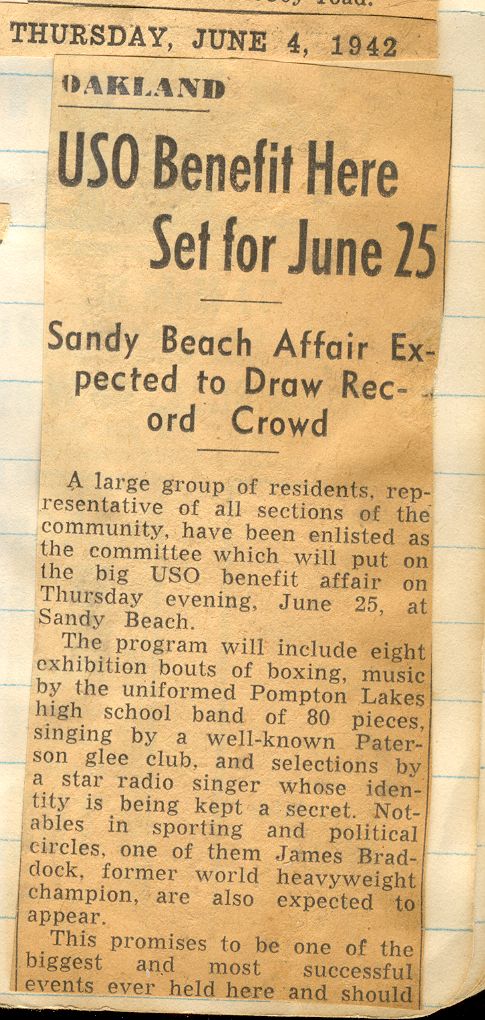 road.
THURSDAY, JUNE 4, 1942
OAKLAND
USO Benefit Here
Set for June 25
Sandy Beach Affair Ex-
pected to Draw Rec-
ord Crowd
A large group of residents, rep-
resentative of all sections of the
community, have been enlisted as
the committee which will put on
the big USO benefit affair on
Thursday evening, June 25, at
Sandy Beach.
The program will include eight
exhibition bouts of boxing, music
by the uniformed Pompton Lakes
high school band of 80 pieces,
singing by a well-known Pater-
son glee club, and selections by
a star radio singer whose iden-
tity is being kept a secret. Not-
ables in sporting and political
circles, one of them James Brad-
dock, former world heavyweight
champion, are also expected to
appear.
This promises to be one of the
biggest and most successful
events ever held here and should